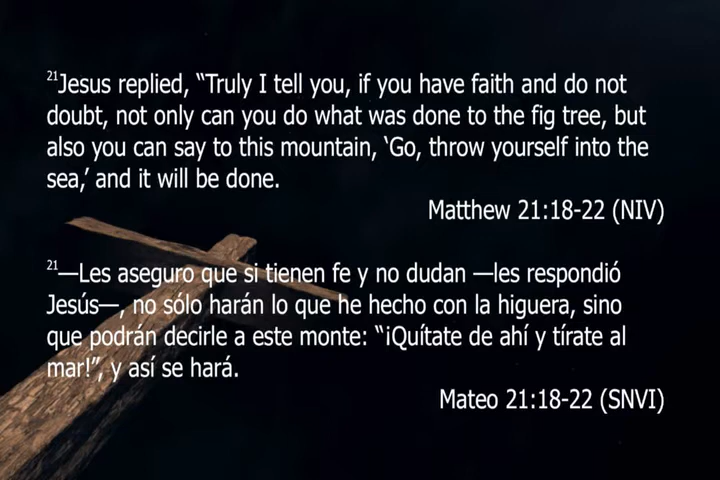 21Jesus replied, “Truly I tell you, if you have faith and do not
doubt, not only can you do what was done to the fig tree, but
also you can say to this mountain, ‘Go, throw yourself into the
sea,’ and it will be done.
Matthew 21:18-22 (NIV)
21—Les aseguro que si tienen fe y no dudan —les respondió
Jesús—, no sólo harán lo que he hecho con la higuera, sino
que podrán decirle a este monte: “¡Quítate de ahí y tírate al
mar!”, y así se hará.
Mateo 21:18-22 (SNVI)